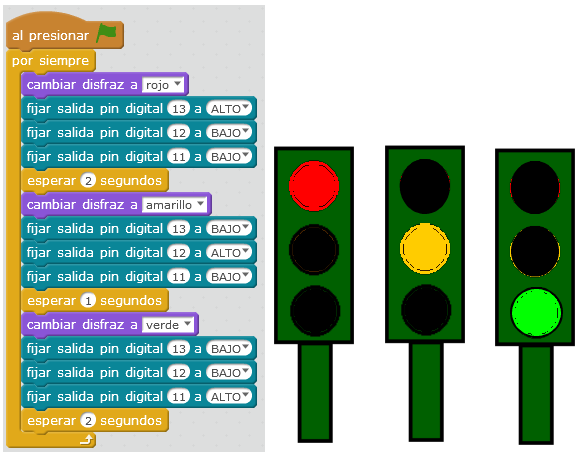 al presionar
por siempre
cambiar disfraz a rojo
fijar salida pin digital 13 a ALTO
fijar salida pin digital 12 a BAJO
fijar salida pin digital 11 a BAJO
esperar 2 segundos
cambiar disfraz a amarillo
fijar salida pin digital 13 a BAJO
fijar salida pin digital 12 a ALTO
fijar salida pin digital 11 a BAJO
esperar 1 segundos
cambiar disfraz a verde
fijar salida pin digital 13 a BAJO
fijar salida pin digital 12 a BAJO
fijar salida pin digital 11 a ALTO
esperar 2 segundos